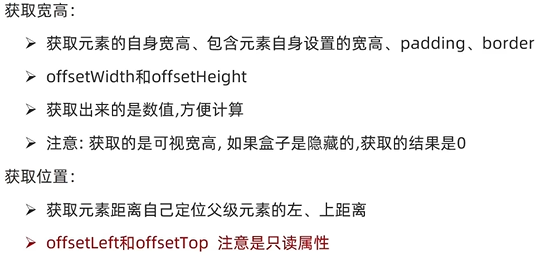 获取宽高：
➢ 获取元素的自身宽高、包含元素自身设置的宽高、padding、border
➢ offsetWidth和offsetHeight
➢ 获取出来的是数值,方便计算
➢ 注意: 获取的是可视宽高, 如果盒子是隐藏的,获取的结果是0
获取位置：
➢ 获取元素距离自己定位父级元素的左、上距离
➢ offsetLeft和offsetTop 注意是只读属性